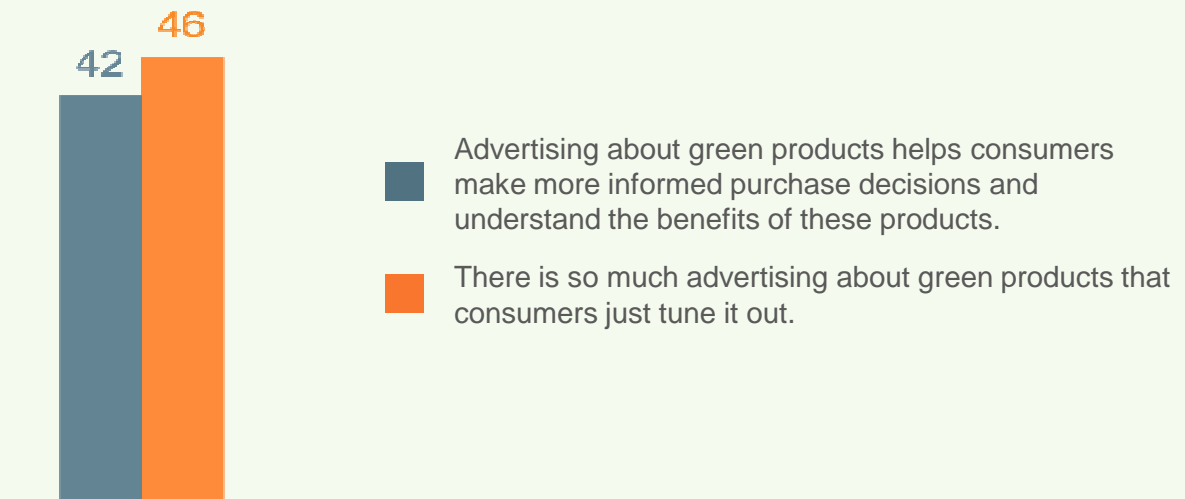 46
42
Advertising about green products helps consumers
make more informed purchase decisions and
understand the benefits of these products.
There is so much advertising about green products that
consumers just tune it out.